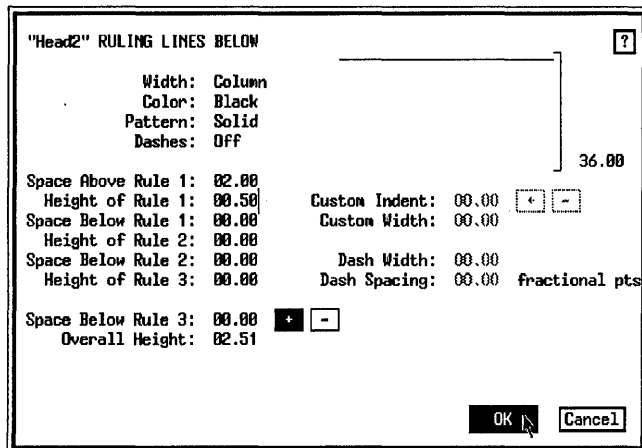 "Head2" RULING LINES BELOW ?
Width: Column
Color: Black
Pattern: Solid
Dashes: Off
36.00
Space Above Rule 1: 02.00
Height of Rule 1: 00.50 Custom Indent: 00.00 + -
Space Below Rule 1: 00.00 Custom Width: 00.00
Height of Rule 2: 00.00
Space Below Rule 2: 00.00 Dash Width: 00.00
Height of Rule 3: 00.00 Dash Spacing: 00.00 fractional pts
Space Below Rule 3: 00.00 + -
Overall Height: 02.51
OK Cancel